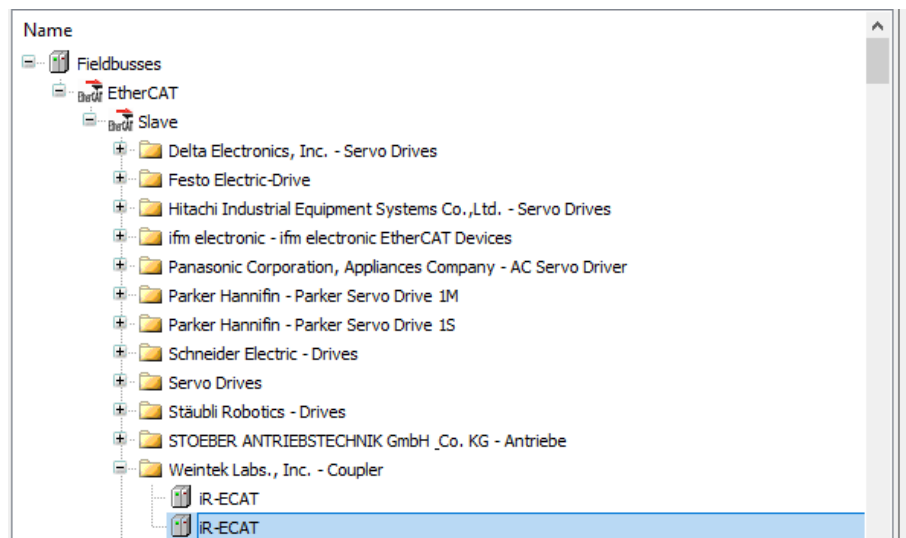 Name
Fieldbusses
EtherCAT EtherCAT
EtherCAT Slave
Delta Electronics, Inc. - Servo Drives
Festo Electric-Drive
Hitachi Industrial Equipment Systems Co.,Ltd. - Servo Drives
ifm electronic - ifm electronic EtherCAT Devices
Panasonic Corporation, Appliances Company - AC Servo Driver
Parker Hannifin - Parker Servo Drive 1M
Parker Hannifin - Parker Servo Drive 1S
Schneider Electric - Drives
Servo Drives
Stäubli Robotics - Drives
STOEBER ANTRIEBSTECHNIK GmbH _Co. KG - Antriebe
Weintek Labs., Inc. - Coupler
iR-ECAT
iR-ECAT